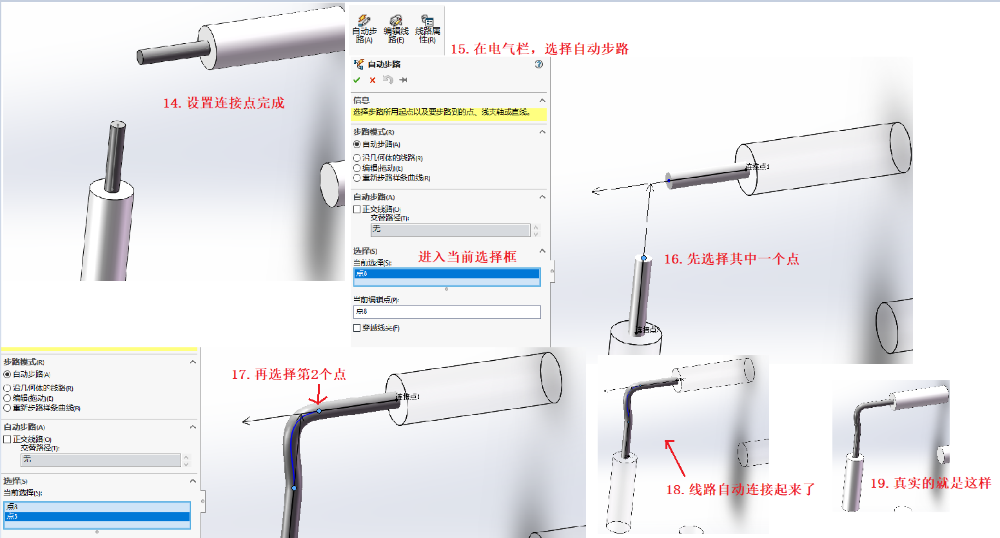 14. 设置连接点完成
自动步
路(A)
编辑线
路(E)
线路属
性(R)
15. 在电气栏，选择自动步路
自动步路
信息
选择步路所用起点以及要步路到的点、线夹轴或直线。
步路模式(R)
自动步路(A)
沿几何体的线路(R)
编辑(拖动)(E)
重新步路样条曲线(R)
自动步路(A)
正交线路(O)
交替路径(T):
无
选择(S)
进入当前选择框
当前选择(S):
点8
当前编辑点(P):
点8
穿越线夹(F)
连接点1
16. 先选择其中一个点
步路模式(R)
自动步路(A)
沿几何体的线路(R)
编辑(拖动)(E)
重新步路样条曲线(R)
自动步路(A)
正交线路(O)
交替路径(T):
无
选择(S)
当前选择(S):
点8
点3
17. 再选择第2个点
连接点1
18. 线路自动连接起来了
19. 真实的就是这样